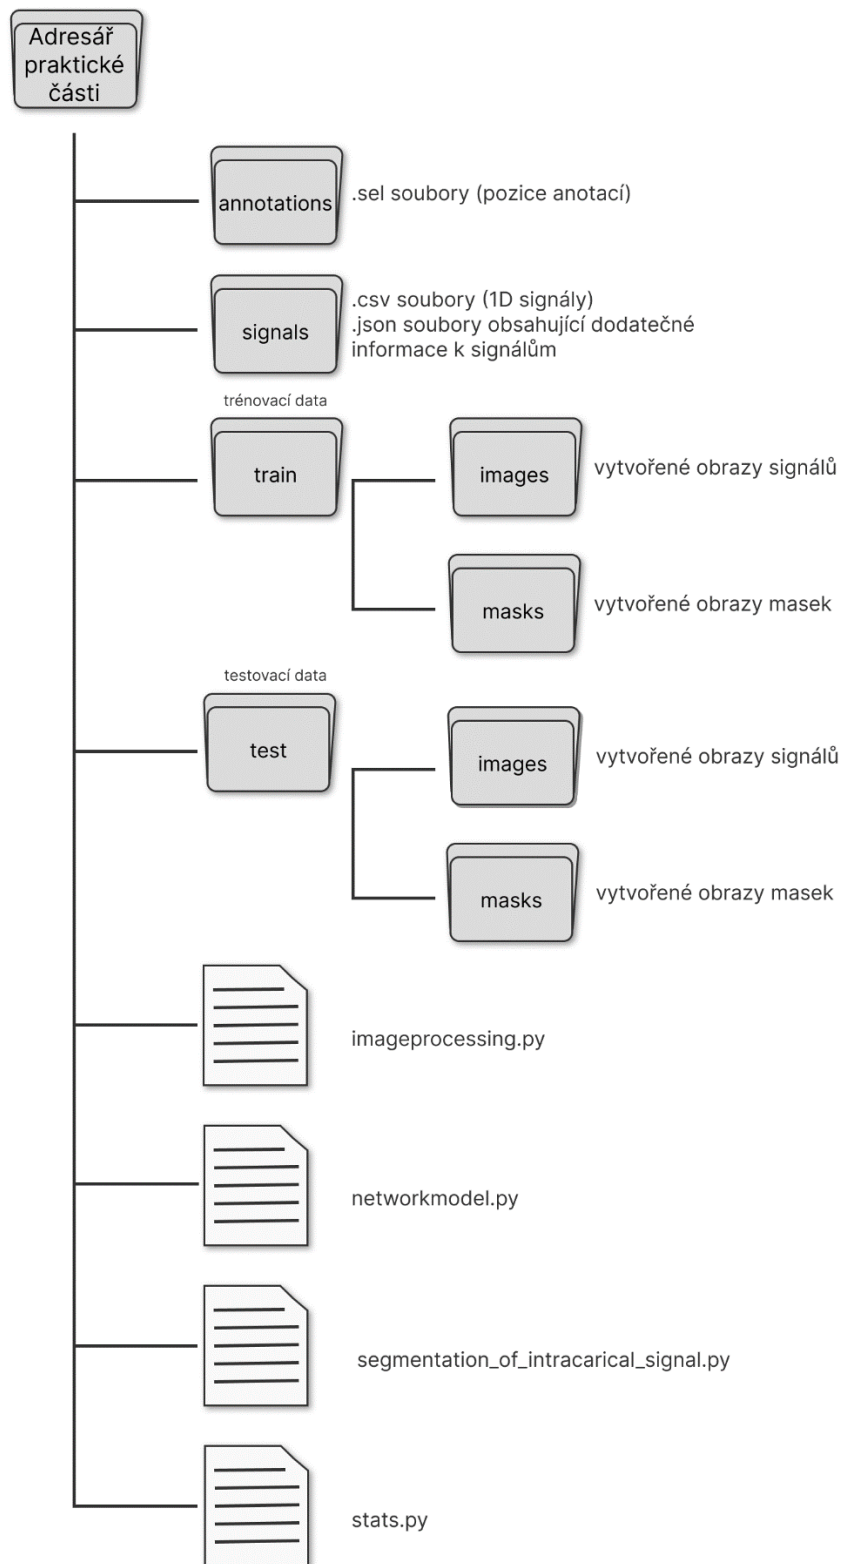 Adresář
praktické
části
annotations
.sel soubory (pozice anotací)
signals
.csv soubory (1D signály)
.json soubory obsahující dodatečné
informace k signálům
trénovací data
train
images
vytvořené obrazy signálů
masks
vytvořené obrazy masek
testovací data
test
images
vytvořené obrazy signálů
masks
vytvořené obrazy masek
imageprocessing.py
networkmodel.py
segmentation_of_intracarical_signal.py
stats.py